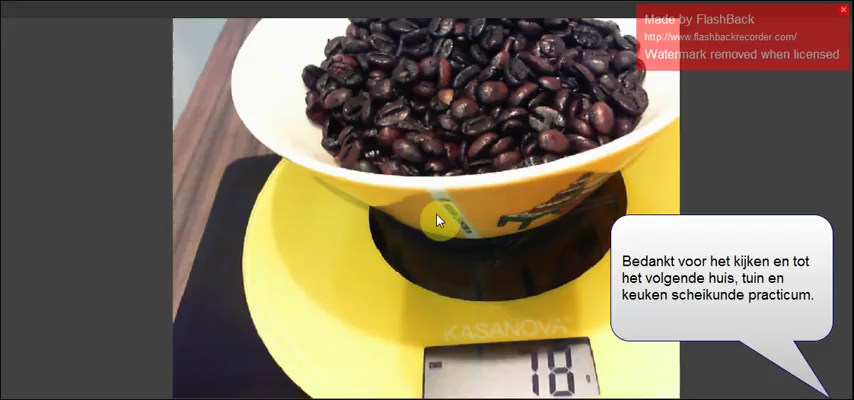 Made by FlashBack
http://www.flashbackrecorder.com/
Watermark removed when licensed
Bedankt voor het kijken en tot
het volgende huis, tuin en
keuken scheikunde practicum.
KASANOVA
78